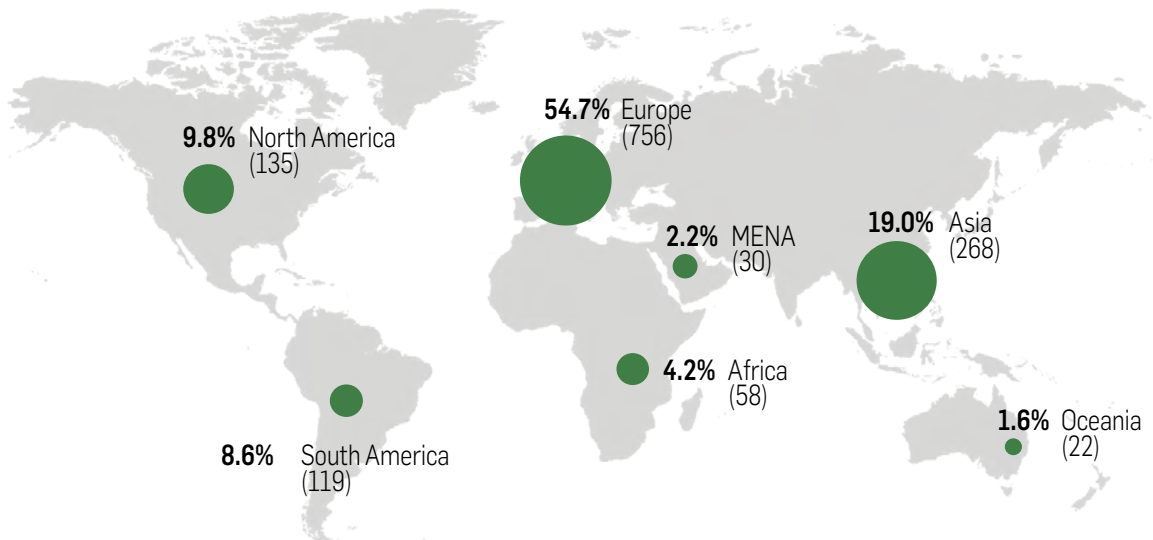 54.7% Europe
(756)
9.8% North America
(135)
19.0% Asia
(268)
2.2% MENA
(30)
4.2% Africa
(58)
1.6% Oceania
(22)
8.6% South America
(119)